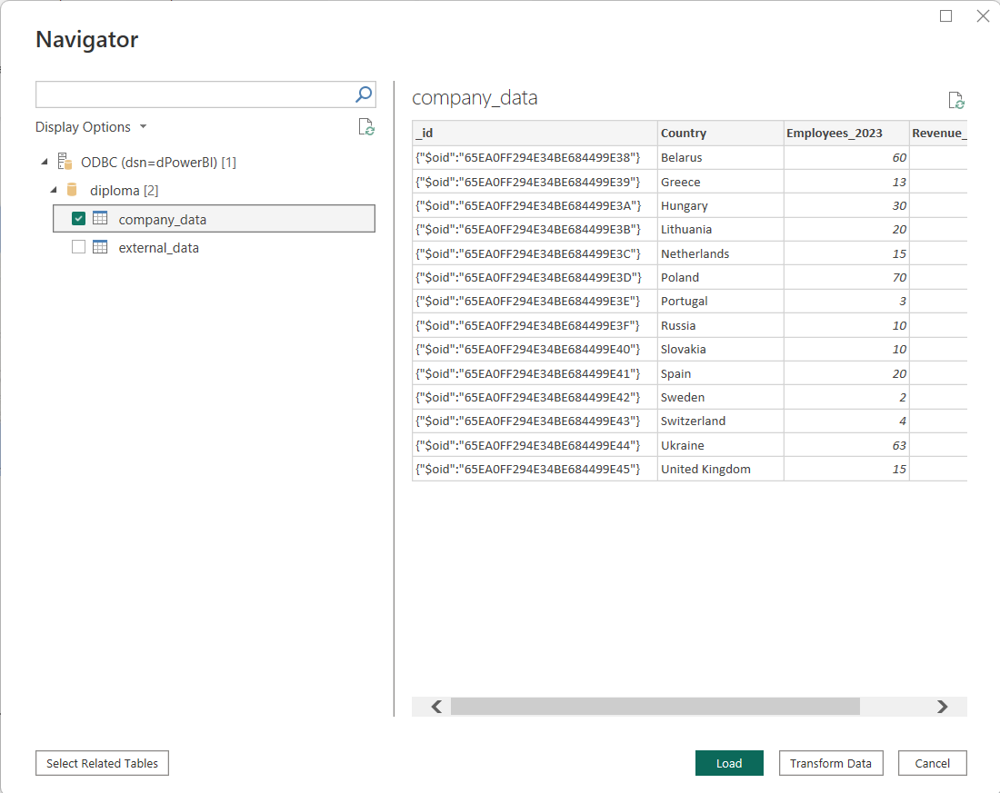 Navigator
Display Options
ODBC (dsn=dPowerBI) [1]
diploma [2]
company_data
external_data
company_data
_id Country Employees_2023 Revenue_
{"$oid":"65EA0FF294E34BE684499E38"} Belarus 60
{"$oid":"65EA0FF294E34BE684499E39"} Greece 13
{"$oid":"65EA0FF294E34BE684499E3A"} Hungary 30
{"$oid":"65EA0FF294E34BE684499E3B"} Lithuania 20
{"$oid":"65EA0FF294E34BE684499E3C"} Netherlands 15
{"$oid":"65EA0FF294E34BE684499E3D"} Poland 70
{"$oid":"65EA0FF294E34BE684499E3E"} Portugal 3
{"$oid":"65EA0FF294E34BE684499E3F"} Russia 10
{"$oid":"65EA0FF294E34BE684499E40"} Slovakia 10
{"$oid":"65EA0FF294E34BE684499E41"} Spain 20
{"$oid":"65EA0FF294E34BE684499E42"} Sweden 2
{"$oid":"65EA0FF294E34BE684499E43"} Switzerland 4
{"$oid":"65EA0FF294E34BE684499E44"} Ukraine 63
{"$oid":"65EA0FF294E34BE684499E45"} United Kingdom 15
Select Related Tables Load Transform Data Cancel